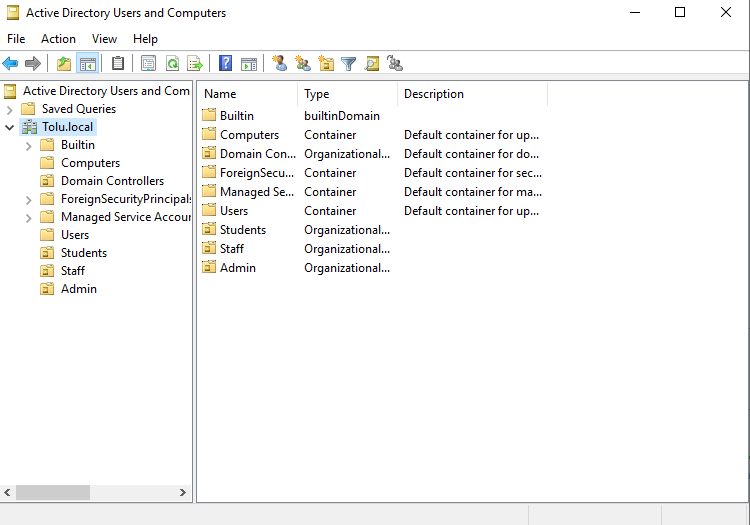 Active Directory Users and Computers
File Action View Help
Active Directory Users and Com
Saved Queries
Tolu.local
Builtin
Computers
Domain Controllers
ForeignSecurityPrincipals
Managed Service Accour
Users
Students
Staff
Admin
Name Type Description
Builtin builtinDomain
Computers Container Default container for up...
Domain Con... Organizational... Default container for do...
ForeignSecu... Container Default container for sec...
Managed Se... Container Default container for ma...
Users Container Default container for up...
Students Organizational...
Staff Organizational...
Admin Organizational...